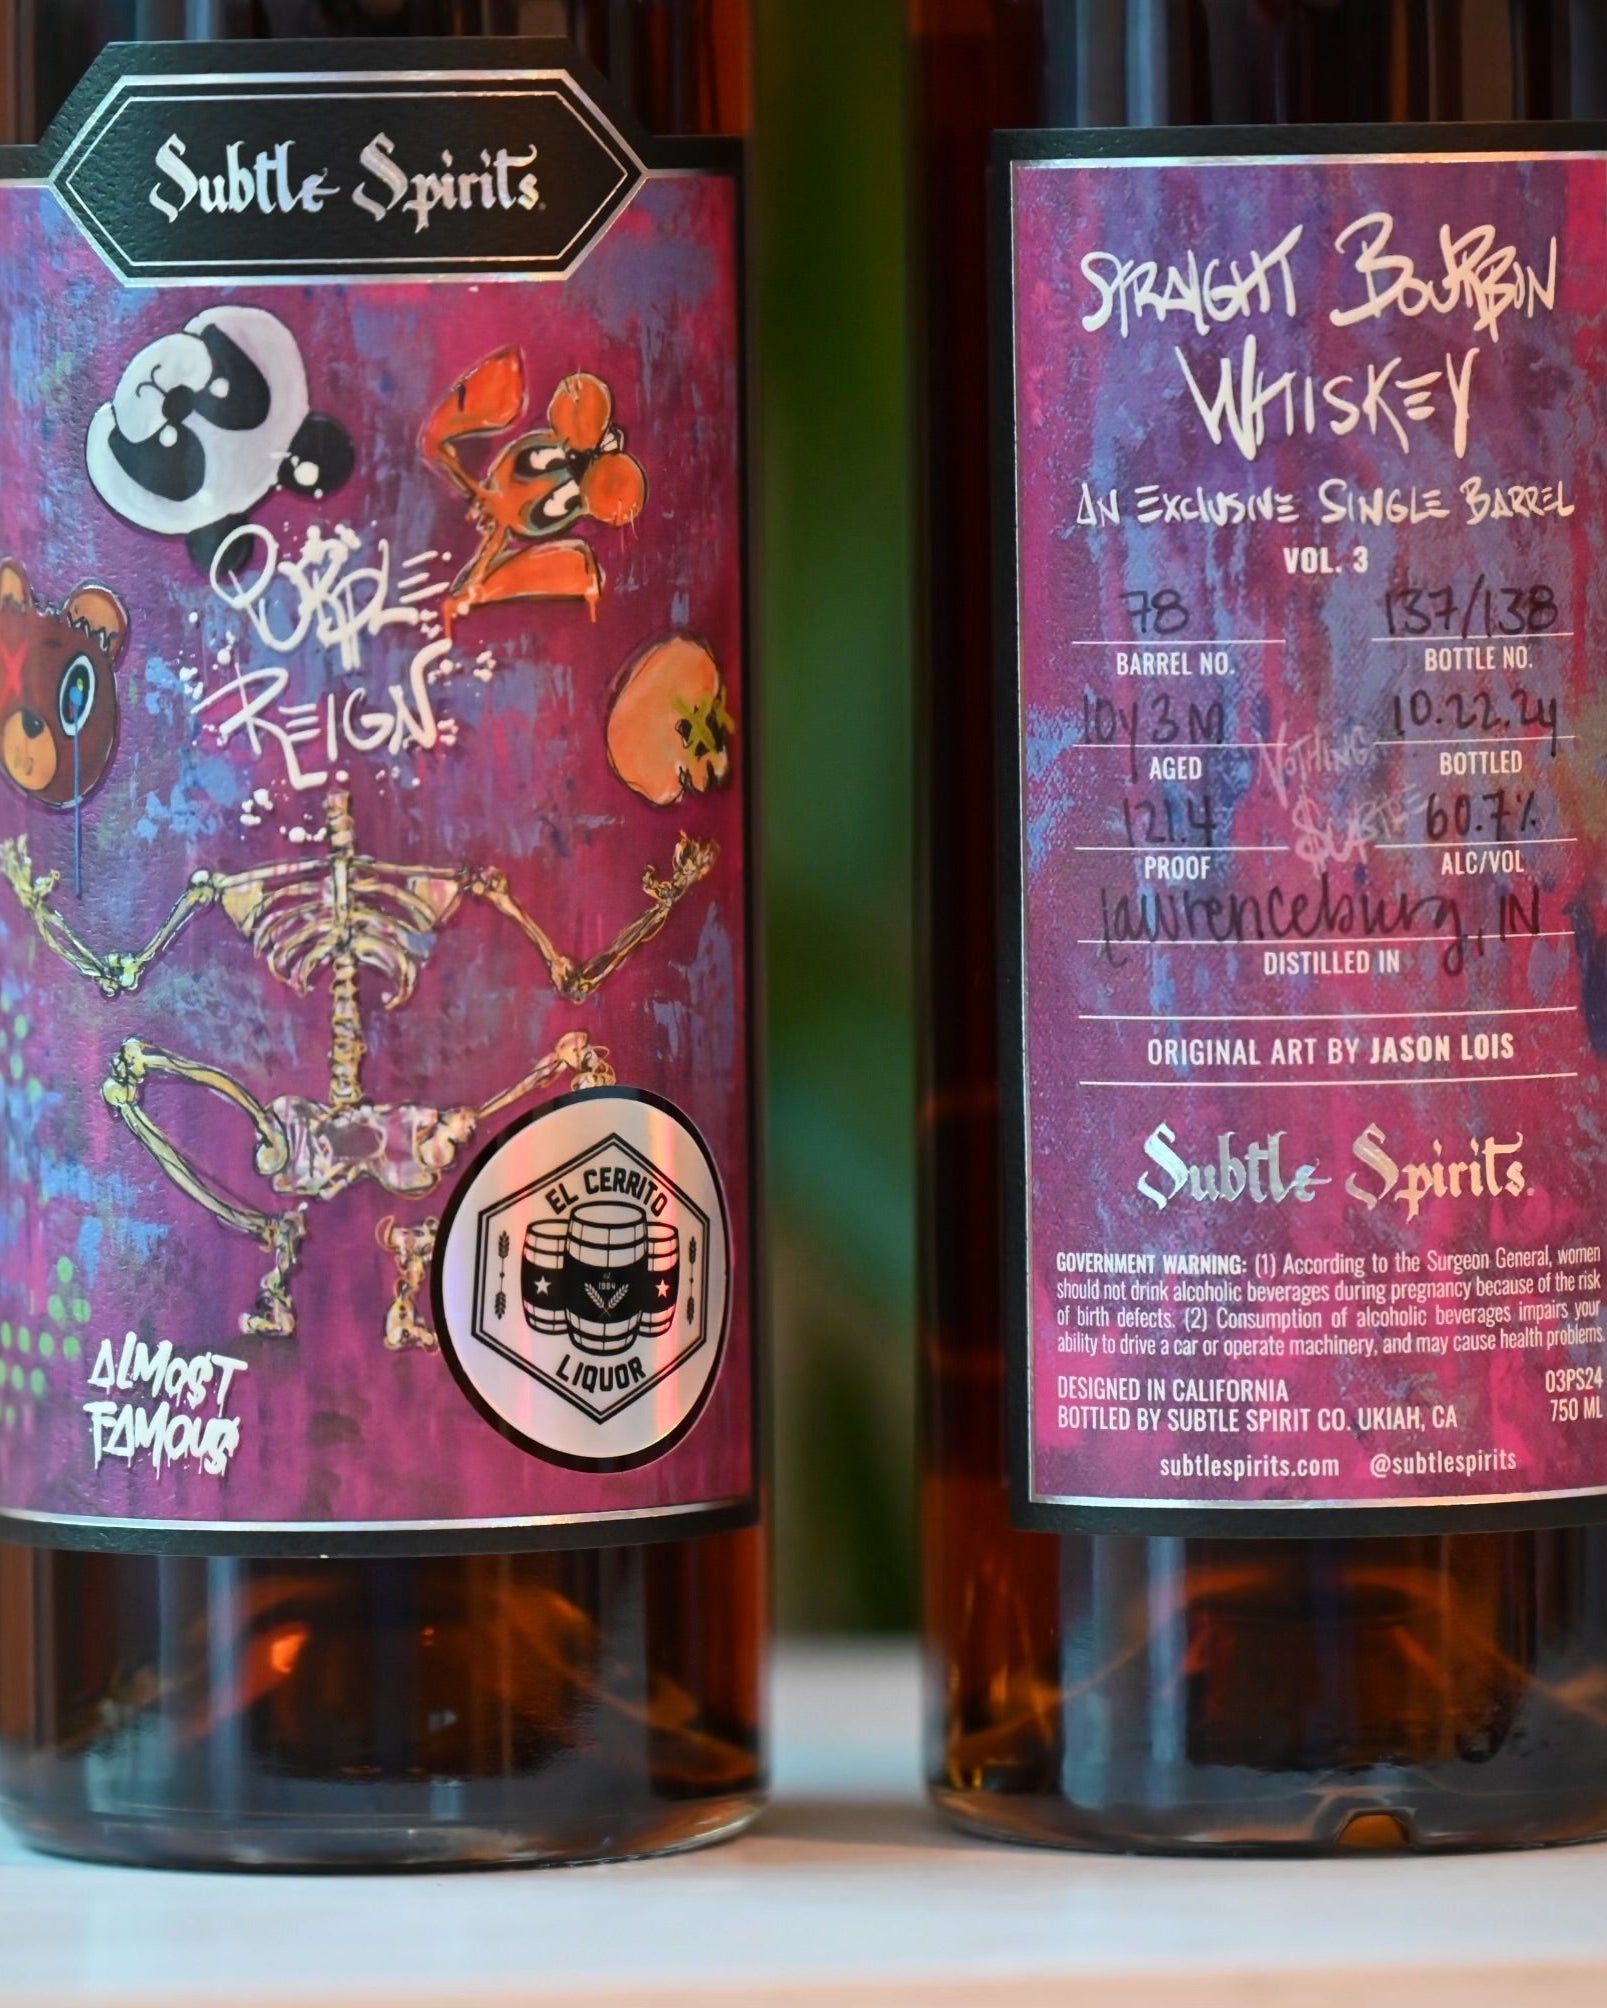 Subtle Spirits
PURPLE
REIGN
ALMOST
FAMOUS
EL CERRITO
est.
1984
LIQUOR
STRAIGHT BOURBON
WHISKEY
AN EXCLUSIVE SINGLE BARREL
VOL. 3
78 137/138
BARREL NO. BOTTLE NO.
10y 3M 10.22.24
AGED NOTHING BOTTLED
121.4 $UBTLE 60.7%
PROOF ALC/VOL
Lawrenceburg, IN
DISTILLED IN
ORIGINAL ART BY JASON LOIS
Subtle Spirits
GOVERNMENT WARNING: (1) According to the Surgeon General, women
should not drink alcoholic beverages during pregnancy because of the risk
of birth defects. (2) Consumption of alcoholic beverages impairs your
ability to drive a car or operate machinery, and may cause health problems.
DESIGNED IN CALIFORNIA 03PS24
BOTTLED BY SUBTLE SPIRIT CO. UKIAH, CA 750 ML
subtlespirits.com @subtlespirits